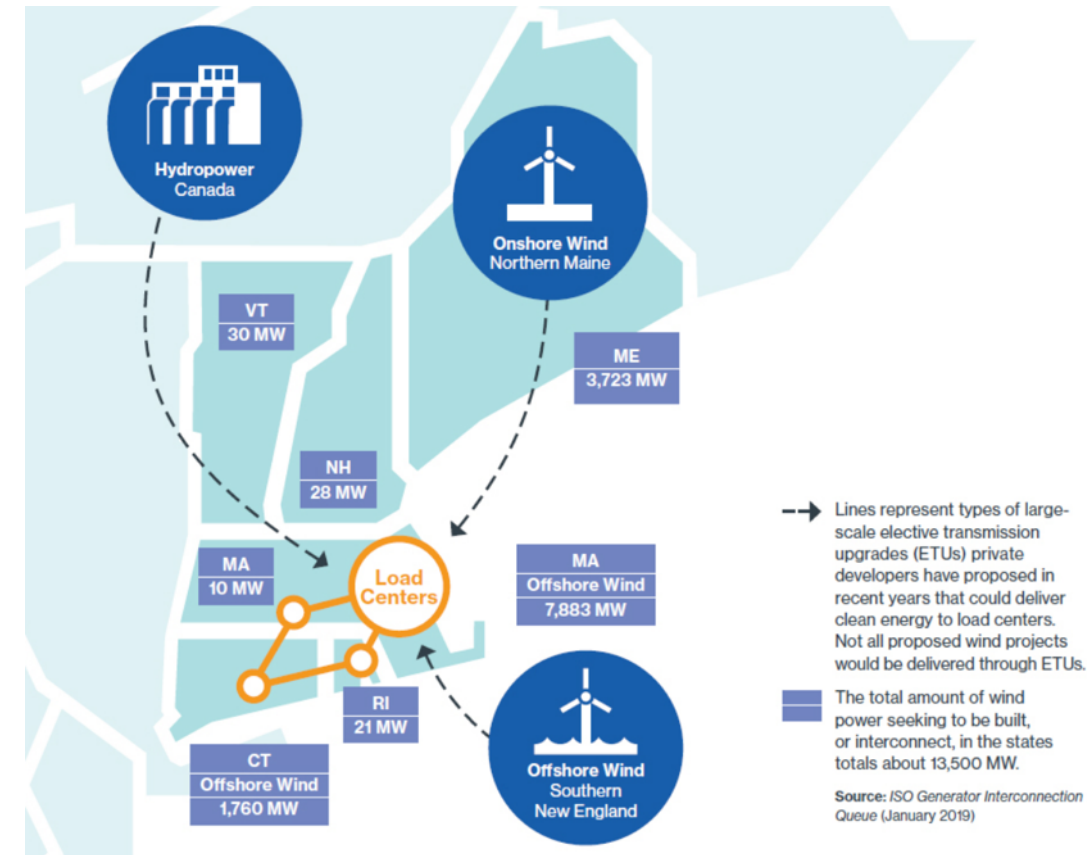 Hydropower
Canada
Onshore Wind
Northern Maine
VT
30 MW
ME
3,723 MW
NH
28 MW
MA
10 MW
Load
Centers
MA
Offshore Wind
7,883 MW
RI
21 MW
CT
Offshore Wind
1,760 MW
Offshore Wind
Southern
New England
Lines represent types of large-
scale elective transmission
upgrades (ETUs) private
developers have proposed in
recent years that could deliver
clean energy to load centers.
Not all proposed wind projects
would be delivered through ETUs.
The total amount of wind
power seeking to be built,
or interconnect, in the states
totals about 13,500 MW.
Source: ISO Generator Interconnection
Queue (January 2019)